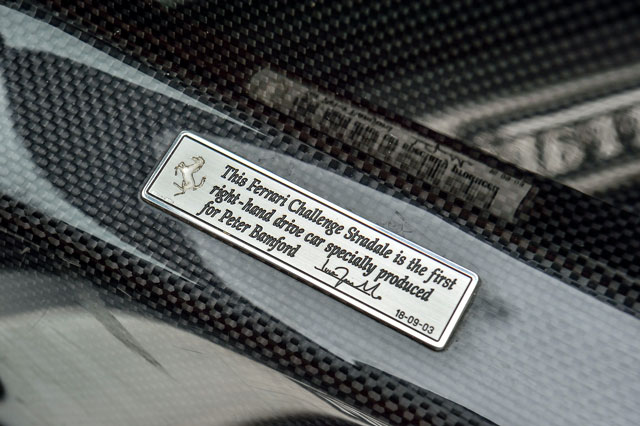 This Ferrari Challenge Stradale is the first
right-hand drive car specially produced
for Peter Bamford
18-09-03